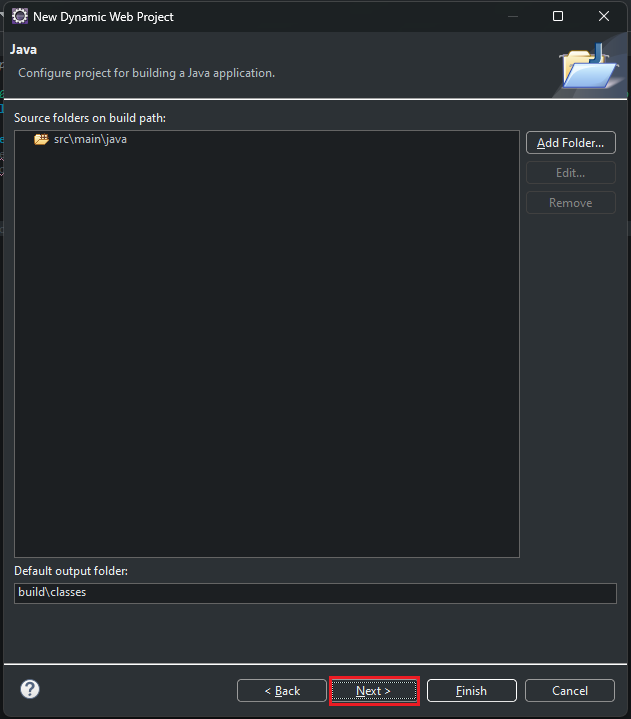 New Dynamic Web Project
Java
Configure project for building a Java application.
Source folders on build path:
src\main\java
Add Folder...
Edit...
Remove
Default output folder:
build\classes
?
< Back
Next >
Finish
Cancel